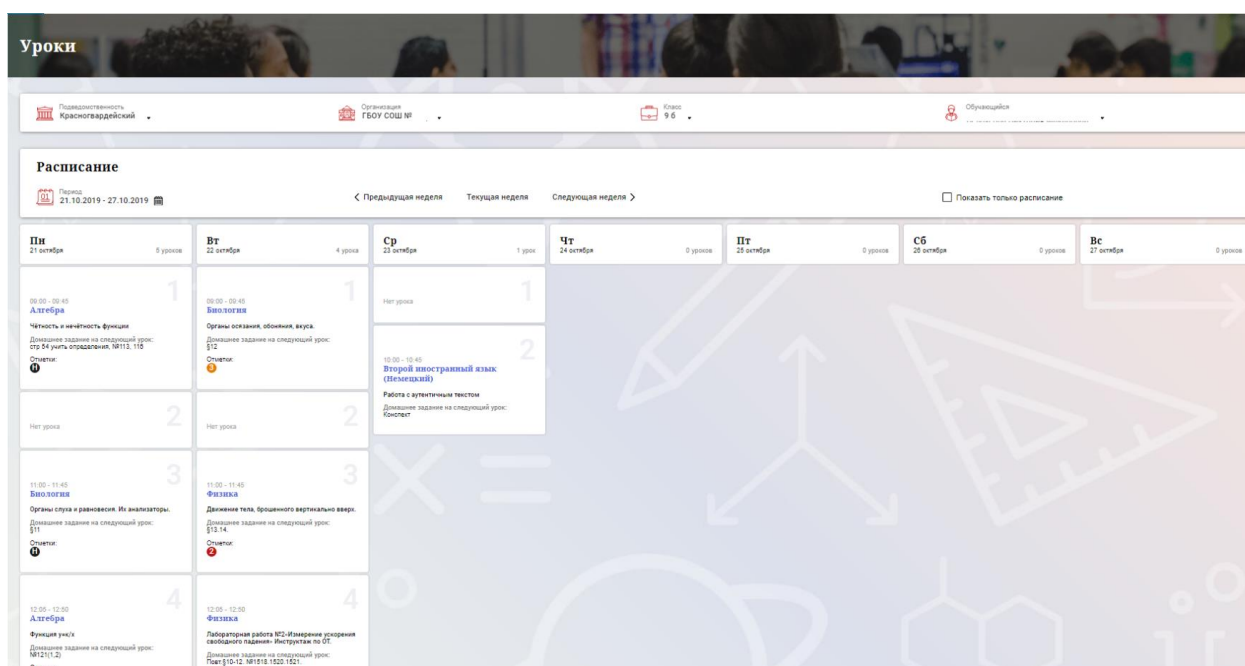 Уроки
Подведомственность
Красногвардейский
Организация
ГБОУ СОШ №
Класс
9 б
Обучающийся
Расписание
Период
21.10.2019 - 27.10.2019
Предыдущая неделя
Текущая неделя
Следующая неделя
Показать только расписание
Пн
21 октября
5 уроков
Вт
22 октября
4 урока
Ср
23 октября
1 урок
Чт
24 октября
0 уроков
Пт
25 октября
0 уроков
Сб
26 октября
0 уроков
Вс
27 октября
0 уроков
1
09:00 - 09:45
Алгебра
Чётность и нечётность функции
Домашнее задание на следующий урок:
стр 54 учить определения, №113, 116
Отметки:
Н
2
Нет урока
3
11:00 - 11:45
Биология
Органы слуха и равновесия. Их анализаторы.
Домашнее задание на следующий урок:
§11
Отметки:
Н
4
12:05 - 12:50
Алгебра
Функция y=к/х
Домашнее задание на следующий урок:
№121(1,2)
1
09:00 - 09:45
Биология
Органы осязания, обоняния, вкуса.
Домашнее задание на следующий урок:
§12
Отметки:
3
2
Нет урока
3
11:00 - 11:45
Физика
Движение тела, брошенного вертикально вверх.
Домашнее задание на следующий урок:
§13,14.
Отметки:
2
4
12:05 - 12:50
Физика
Лабораторная работа №2«Измерение ускорения
свободного падения» Инструктаж по ОТ.
Домашнее задание на следующий урок:
Повт.§10-12. №1518,1520,1521.
1
Нет урока
2
10:00 - 10:45
Второй иностранный язык
(Немецкий)
Работа с аутентичным текстом
Домашнее задание на следующий урок:
Конспект